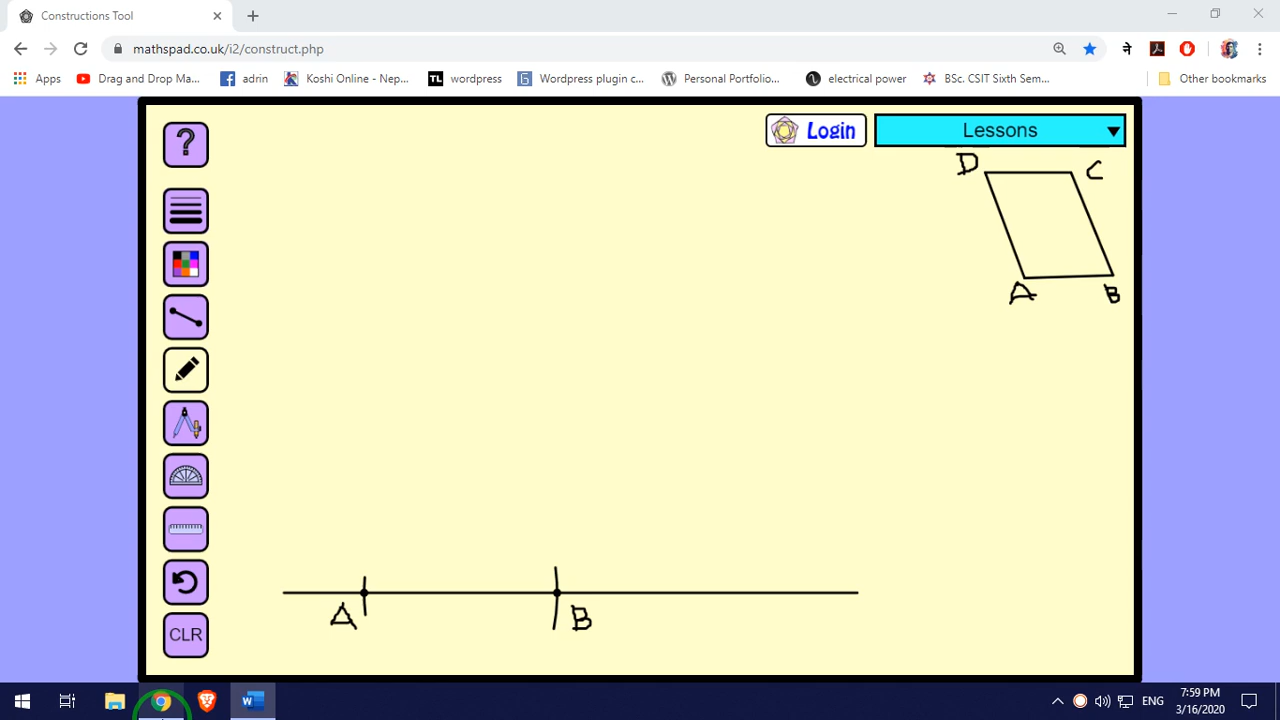 Constructions Tool
mathspad.co.uk/i2/construct.php
ने
Apps Drag and Drop Ma... adrin Koshi Online - Nep... TL wordpress G Wordpress plugin c... Personal Portfolio... electrical power BSc. CSIT Sixth Sem... Other bookmarks
?
Login Lessons
D C
A B
A B
CLR
W ENG 7:59 PM
3/16/2020